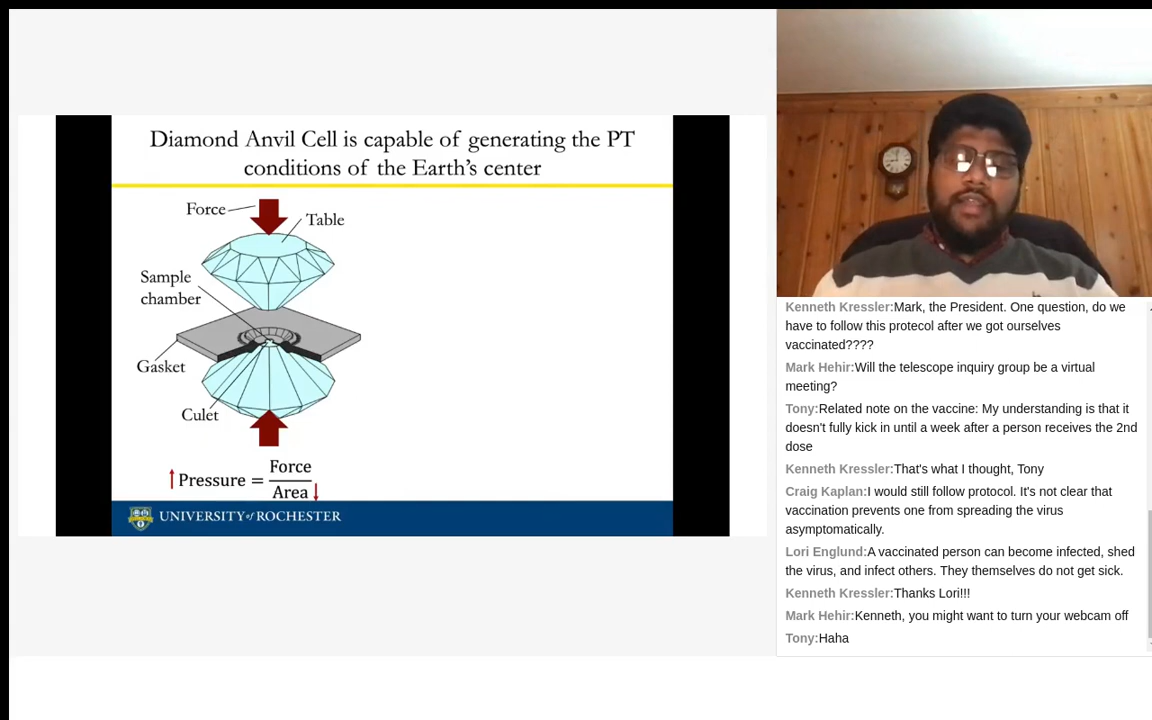 Diamond Anvil Cell is capable of generating the PT
conditions of the Earth's center
Force
Table
Sample
chamber
Gasket
Culet
Pressure = Force
Area
UNIVERSITY of ROCHESTER
Kenneth Kressler:Mark, the President. One question, do we
have to follow this protecol after we got ourselves
vaccinated????
Mark Hehir:Will the telescope inquiry group be a virtual
meeting?
Tony:Related note on the vaccine: My understanding is that it
doesn't fully kick in until a week after a person receives the 2nd
dose
Kenneth Kressler:That's what I thought, Tony
Craig Kaplan:I would still follow protocol. It's not clear that
vaccination prevents one from spreading the virus
asymptomatically.
Lori Englund:A vaccinated person can become infected, shed
the virus, and infect others. They themselves do not get sick.
Kenneth Kressler:Thanks Lori!!!
Mark Hehir:Kenneth, you might want to turn your webcam off
Tony:Haha